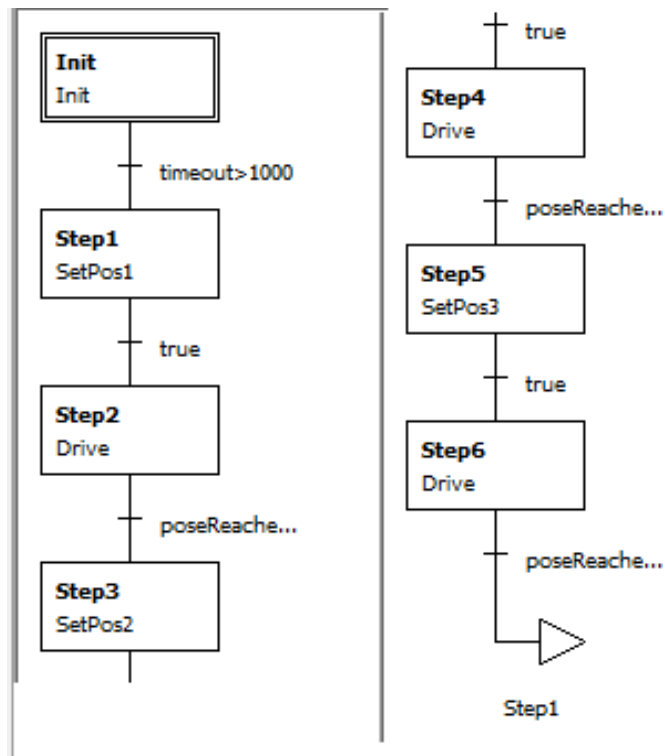 Init
Init
timeout>1000
Step1
SetPos1
true
Step2
Drive
poseReache...
Step3
SetPos2
true
Step4
Drive
poseReache...
Step5
SetPos3
true
Step6
Drive
poseReache...
Step1